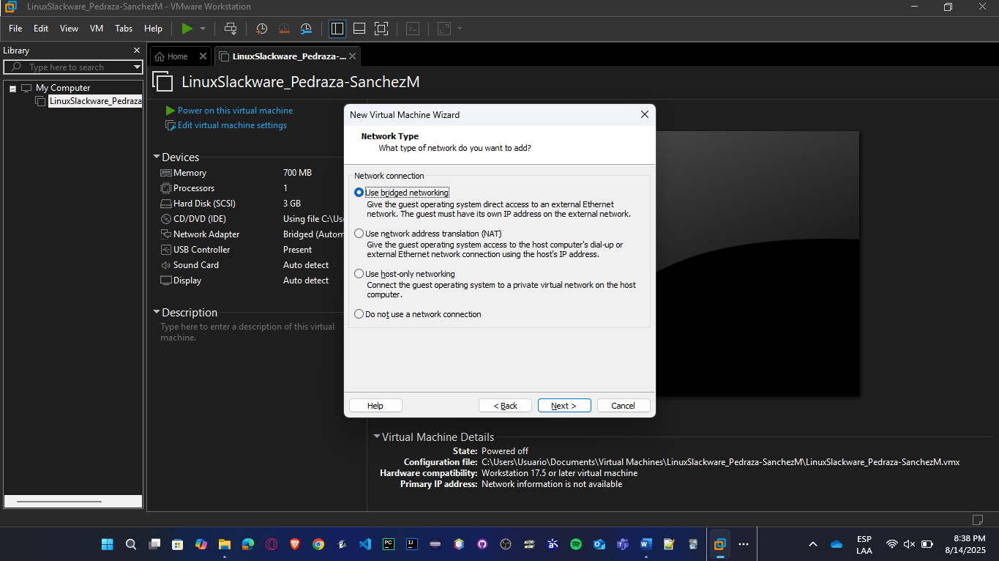 LinuxSlackware_Pedraza-SanchezM - VMware Workstation
File Edit View VM Tabs Help
Library
Type here to search
My Computer
LinuxSlackware_Pedraza
Home
LinuxSlackware_Pedraza-...
LinuxSlackware_Pedraza-SanchezM
Power on this virtual machine
Edit virtual machine settings
Devices
Memory 700 MB
Processors 1
Hard Disk (SCSI) 3 GB
CD/DVD (IDE) Using file C:\Us
Network Adapter Bridged (Autom
USB Controller Present
Sound Card Auto detect
Display Auto detect
Description
Type here to enter a description of this virtual
machine.
New Virtual Machine Wizard
Network Type
What type of network do you want to add?
Network connection
Use bridged networking
Give the guest operating system direct access to an external Ethernet
network. The guest must have its own IP address on the external network.
Use network address translation (NAT)
Give the guest operating system access to the host computer's dial-up or
external Ethernet network connection using the host's IP address.
Use host-only networking
Connect the guest operating system to a private virtual network on the host
computer.
Do not use a network connection
Help < Back Next > Cancel
Virtual Machine Details
State: Powered off
Configuration file: C:\Users\Usuario\Documents\Virtual Machines\LinuxSlackware_Pedraza-SanchezM\LinuxSlackware_Pedraza-SanchezM.vmx
Hardware compatibility: Workstation 17.5 or later virtual machine
Primary IP address: Network information is not available
ESP
LAA
8:38 PM
8/14/2025